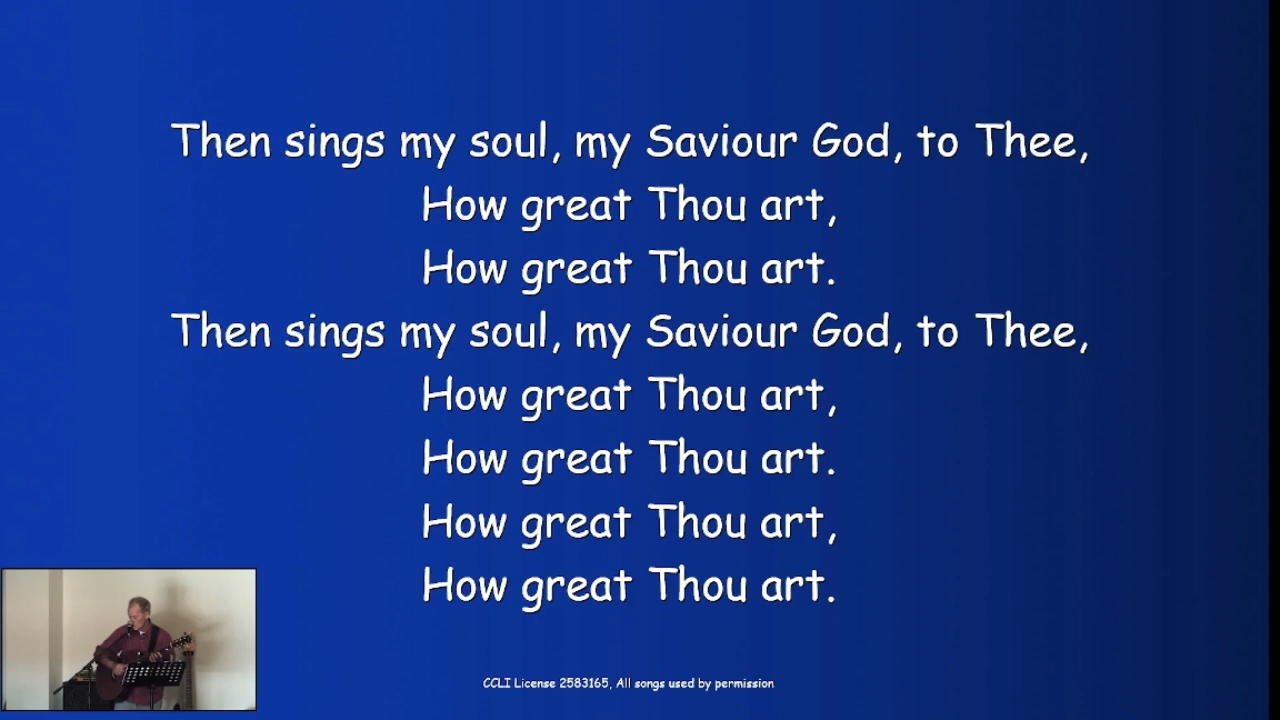 Then sings my soul, my Saviour God, to Thee,
How great Thou art,
How great Thou art.
Then sings my soul, my Saviour God, to Thee,
How great Thou art,
How great Thou art.
How great Thou art,
How great Thou art.
CCLI License 2583165, All songs used by permission